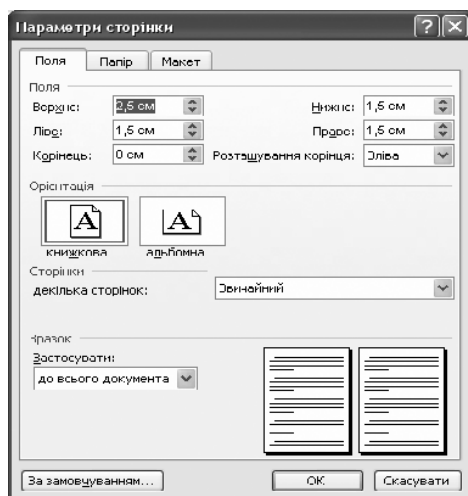 Параметри сторінки
Поля Папір Макет
Поля
Верхнє: 2,5 см Нижнє: 1,5 см
Ліве: 1,5 см Праве: 1,5 см
Корінець: 0 см Розташування корінця: Зліва
Орієнтація
A A
книжкова альбомна
Сторінки
декілька сторінок: Звичайний
Зразок
Застосувати:
до всього документа
За замовчуванням... ОК Скасувати